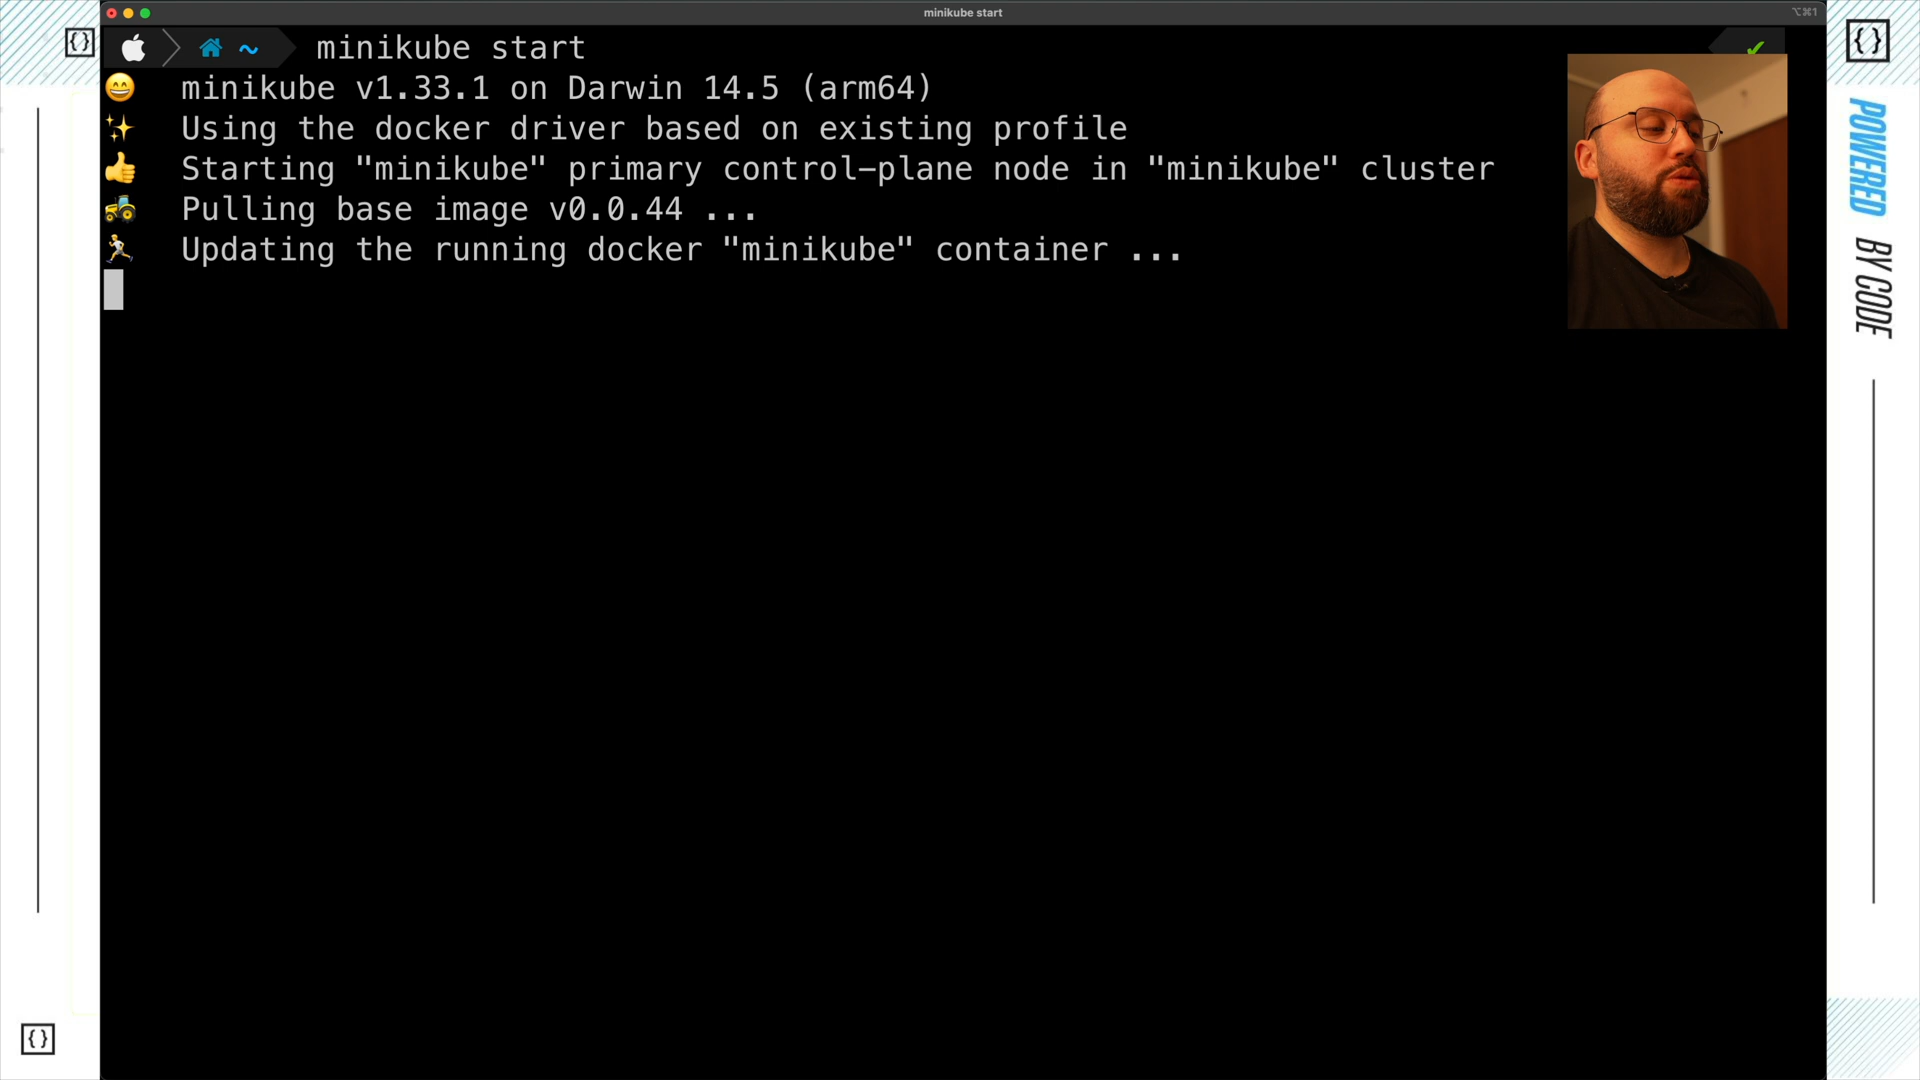 minikube start
⌥⌘1
~ minikube start ✔
😄 minikube v1.33.1 on Darwin 14.5 (arm64)
✨ Using the docker driver based on existing profile
👍 Starting "minikube" primary control-plane node in "minikube" cluster
🚜 Pulling base image v0.0.44 ...
🏃 Updating the running docker "minikube" container ...
{}
{}
POWERED BY CODE
{}